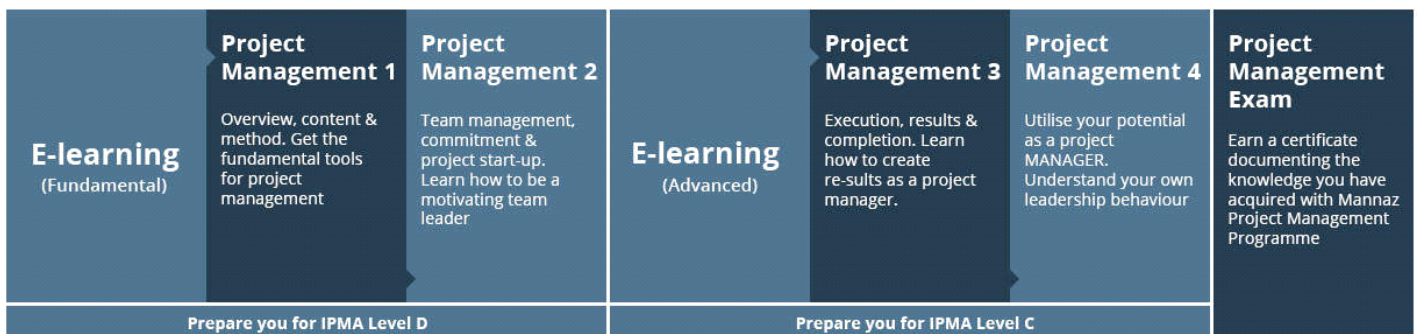 E-learning
(Fundamental)
Project
Management 1
Overview, content &
method. Get the
fundamental tools
for project
management
Project
Management 2
Team management,
commitment &
project start-up.
Learn how to be a
motivating team
leader
Prepare you for IPMA Level D
E-learning
(Advanced)
Project
Management 3
Execution, results &
completion. Learn
how to create
re-sults as a project
manager.
Project
Management 4
Utilise your potential
as a project
MANAGER.
Understand your own
leadership behaviour
Prepare you for IPMA Level C
Project
Management
Exam
Earn a certificate
documenting the
knowledge you have
acquired with Mannaz
Project Management
Programme